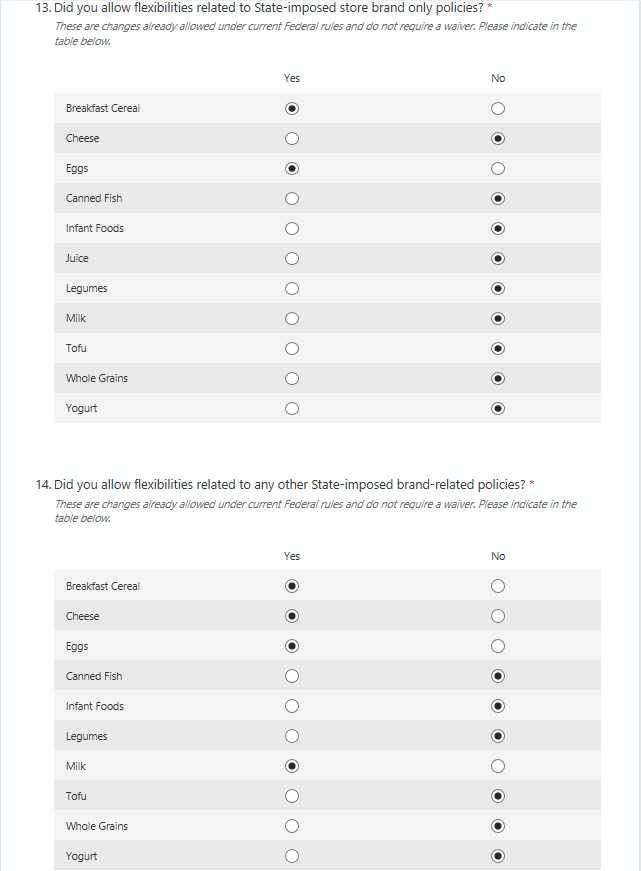 13. Did you allow flexibilities related to State-imposed store brand only policies? *
These are changes already allowed under current Federal rules and do not require a waiver. Please indicate in the
table below.
Yes No
Breakfast Cereal
Cheese
Eggs
Canned Fish
Infant Foods
Juice
Legumes
Milk
Tofu
Whole Grains
Yogurt
14. Did you allow flexibilities related to any other State-imposed brand-related policies? *
These are changes already allowed under current Federal rules and do not require a waiver. Please indicate in the
table below.
Yes No
Breakfast Cereal
Cheese
Eggs
Canned Fish
Infant Foods
Legumes
Milk
Tofu
Whole Grains
Yogurt